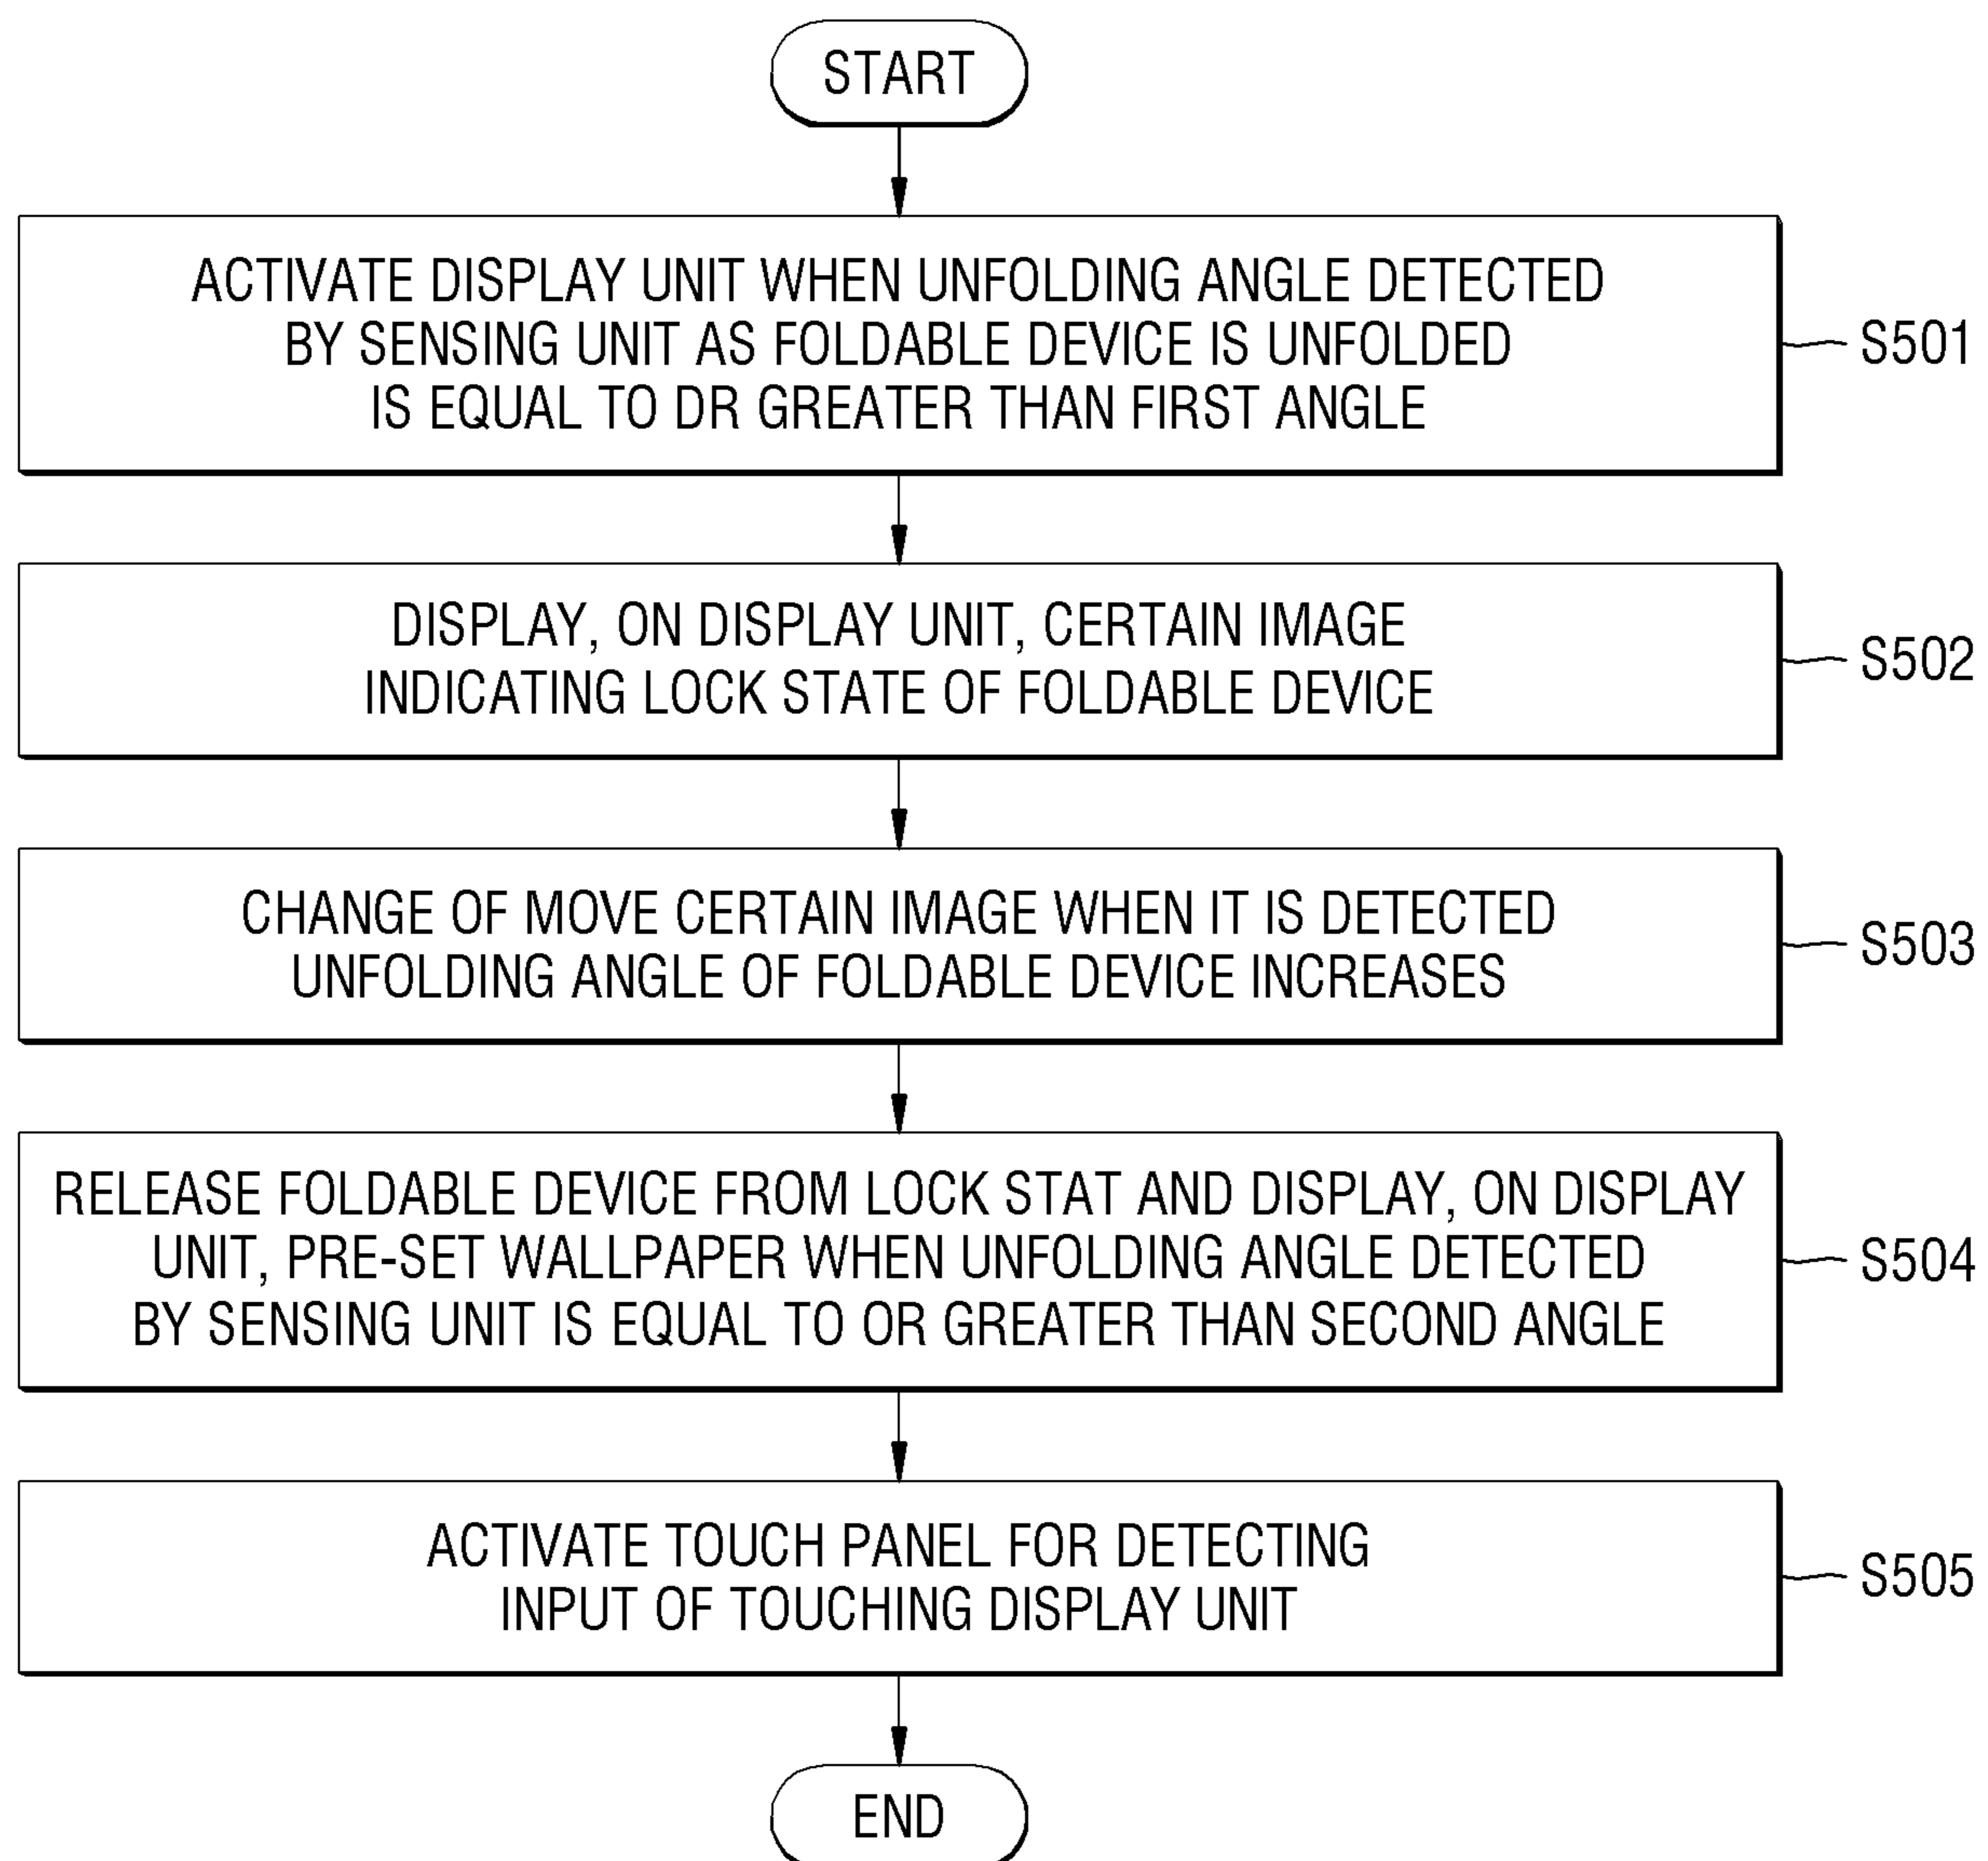 START
ACTIVATE DISPLAY UNIT WHEN UNFOLDING ANGLE DETECTED
BY SENSING UNIT AS FOLDABLE DEVICE IS UNFOLDED
IS EQUAL TO DR GREATER THAN FIRST ANGLE
S501
DISPLAY, ON DISPLAY UNIT, CERTAIN IMAGE
INDICATING LOCK STATE OF FOLDABLE DEVICE
S502
CHANGE OF MOVE CERTAIN IMAGE WHEN IT IS DETECTED
UNFOLDING ANGLE OF FOLDABLE DEVICE INCREASES
S503
RELEASE FOLDABLE DEVICE FROM LOCK STAT AND DISPLAY, ON DISPLAY
UNIT, PRE-SET WALLPAPER WHEN UNFOLDING ANGLE DETECTED
BY SENSING UNIT IS EQUAL TO OR GREATER THAN SECOND ANGLE
S504
ACTIVATE TOUCH PANEL FOR DETECTING
INPUT OF TOUCHING DISPLAY UNIT
S505
END